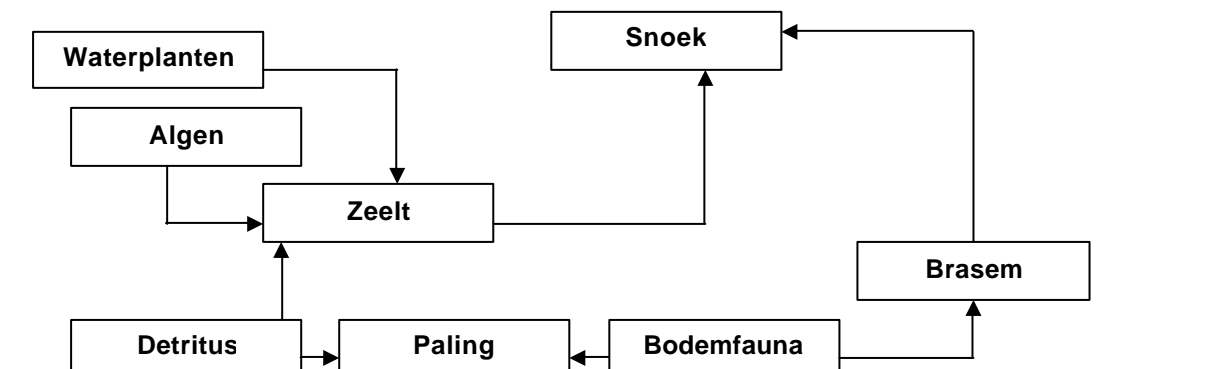 Snoek
Waterplanten
Algen
Zeelt
Brasem
Detritus
Paling
Bodemfauna